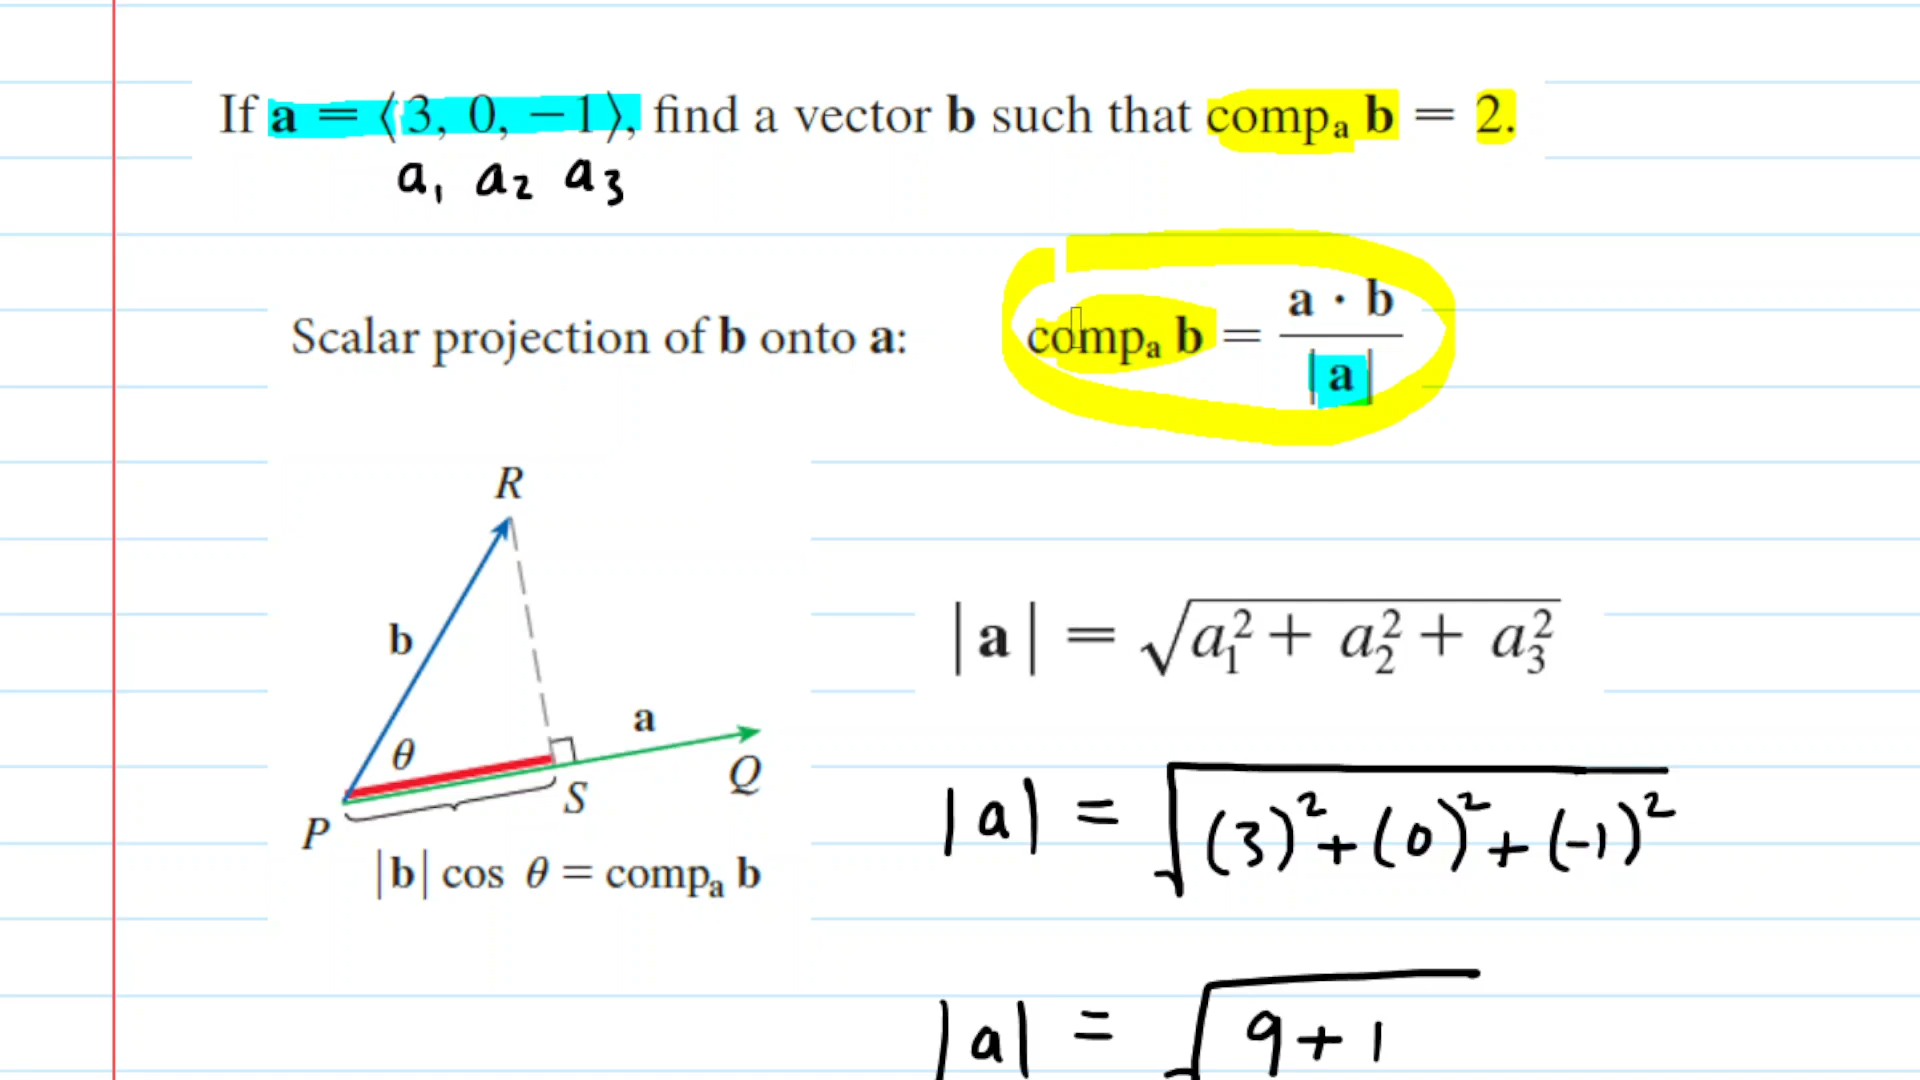 If a = ⟨3, 0, −1⟩, find a vector b such that compₐ b = 2.
a₁ a₂ a₃
Scalar projection of b onto a: compₐ b = a · b / |a|
R
b
θ
a
P
S
Q
|b| cos θ = compₐ b
|a| = √(a₁² + a₂² + a₃²)
|a| = √((3)² + (0)² + (-1)²)
|a| = √(9 + 1)